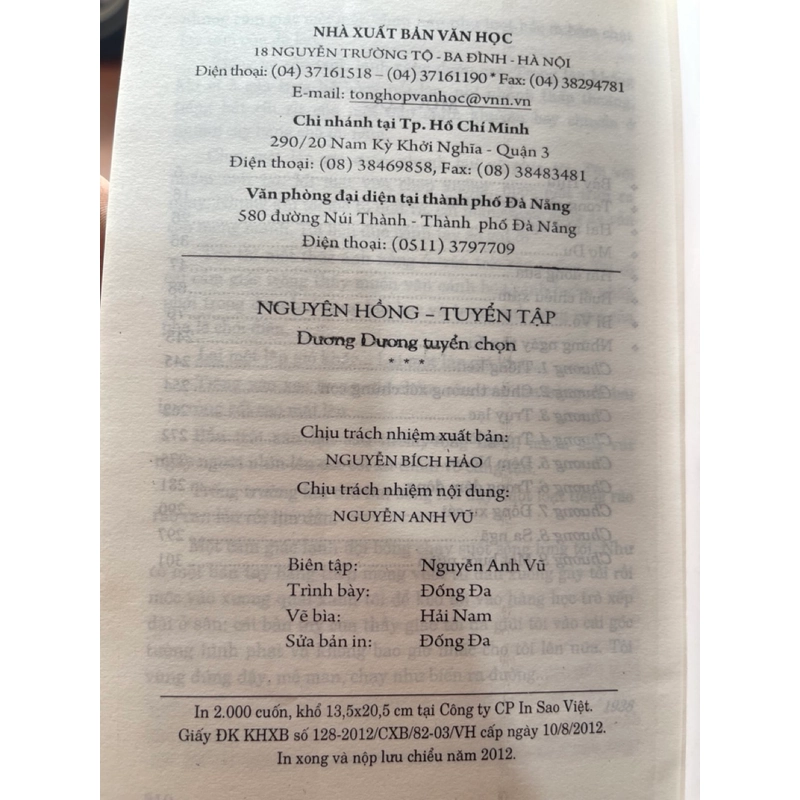 NHÀ XUẤT BẢN VĂN HỌC
18 NGUYỄN TRƯỜNG TỘ - BA ĐÌNH - HÀ NỘI
Điện thoại: (04) 37161518 – (04) 37161190 * Fax: (04) 38294781
E-mail: tonghopvanhoc@vnn.vn
Chi nhánh tại Tp. Hồ Chí Minh
290/20 Nam Kỳ Khởi Nghĩa - Quận 3
Điện thoại: (08) 38469858, Fax: (08) 38483481
Văn phòng đại diện tại thành phố Đà Nẵng
580 đường Núi Thành - Thành phố Đà Nẵng
Điện thoại: (0511) 3797709
NGUYÊN HỒNG – TUYỂN TẬP
Dương Dương tuyển chọn
* * *
Chịu trách nhiệm xuất bản:
NGUYỄN BÍCH HẢO
Chịu trách nhiệm nội dung:
NGUYỄN ANH VŨ
Biên tập: Nguyễn Anh Vũ
Trình bày: Đống Đa
Vẽ bìa: Hải Nam
Sửa bản in: Đống Đa
In 2.000 cuốn, khổ 13,5x20,5 cm tại Công ty CP In Sao Việt.
Giấy ĐK KHXB số 128-2012/CXB/82-03/VH cấp ngày 10/8/2012.
In xong và nộp lưu chiểu năm 2012.